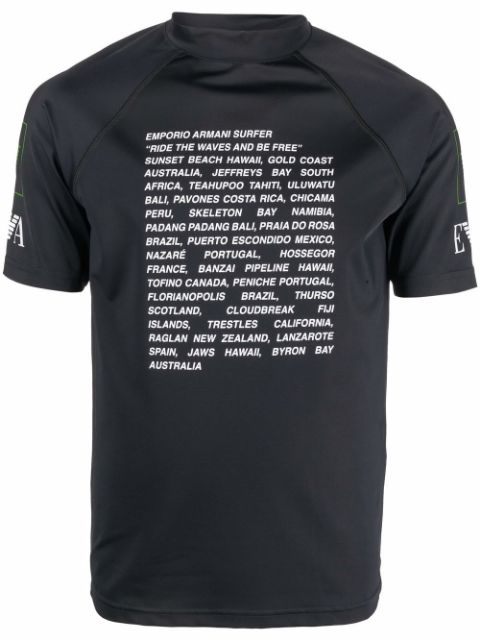 EMPORIO ARMANI SURFER
“RIDE THE WAVES AND BE FREE”
SUNSET BEACH HAWAII, GOLD COAST
AUSTRALIA, JEFFREYS BAY SOUTH
AFRICA, TEAHUPOO TAHITI, ULUWATU
BALI, PAVONES COSTA RICA, CHICAMA
PERU, SKELETON BAY NAMIBIA,
PADANG PADANG BALI, PRAIA DO ROSA
BRAZIL, PUERTO ESCONDIDO MEXICO,
NAZARÉ PORTUGAL, HOSSEGOR
FRANCE, BANZAI PIPELINE HAWAII,
TOFINO CANADA, PENICHE PORTUGAL,
FLORIANOPOLIS BRAZIL, THURSO
SCOTLAND, CLOUDBREAK FIJI
ISLANDS, TRESTLES CALIFORNIA,
RAGLAN NEW ZEALAND, LANZAROTE
SPAIN, JAWS HAWAII, BYRON BAY
AUSTRALIA
A
E